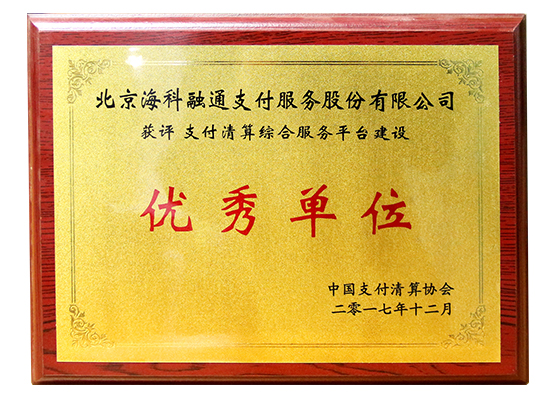 北京海科融通支付服务股份有限公司
获评 支付清算综合服务平台建设
优秀单位
中国支付清算协会
二零一七年十二月